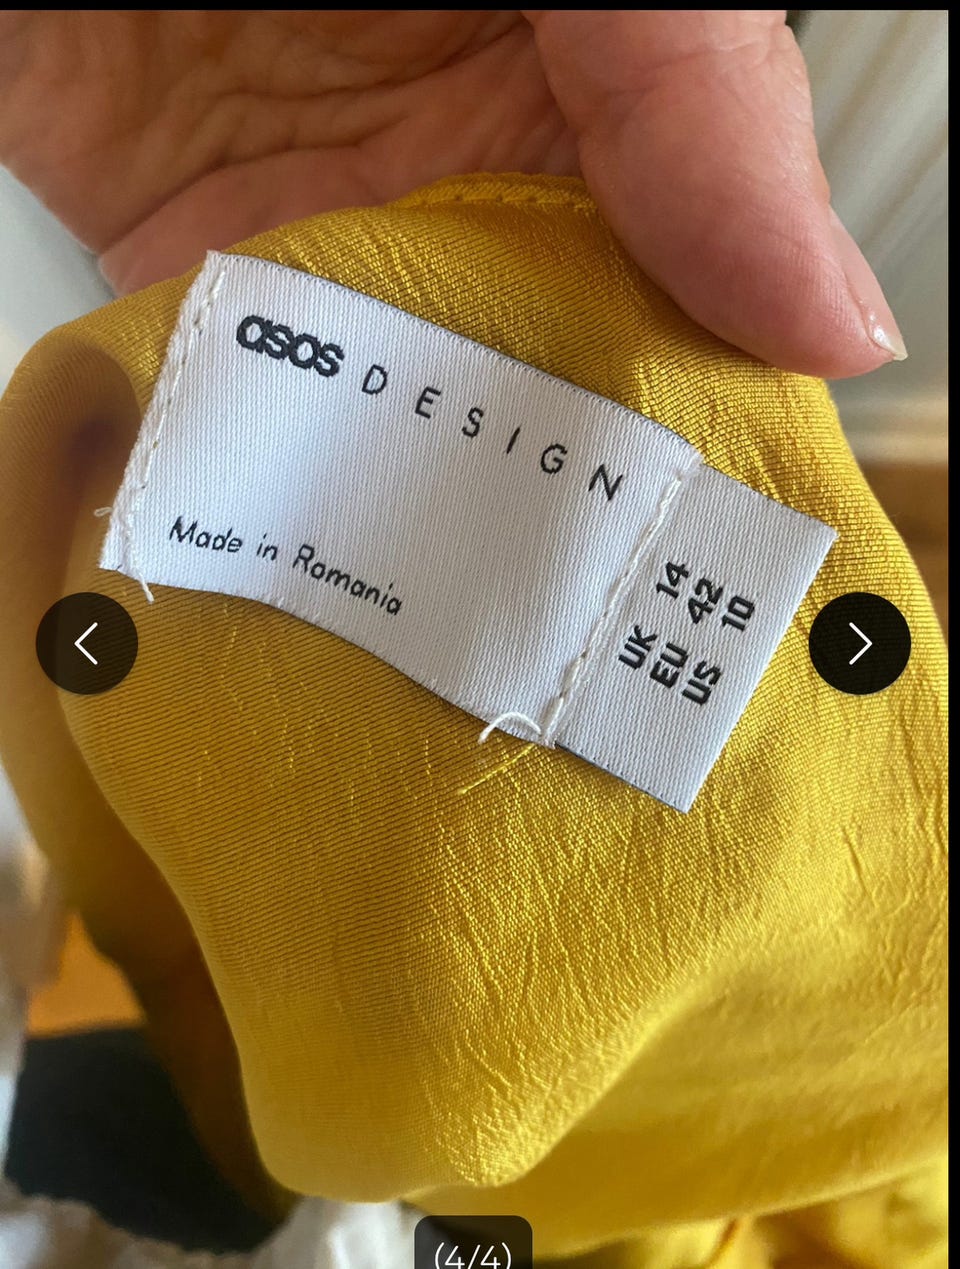 asos DESIGN
Made in Romania
UK 14
EU 42
US 10
(4/4)